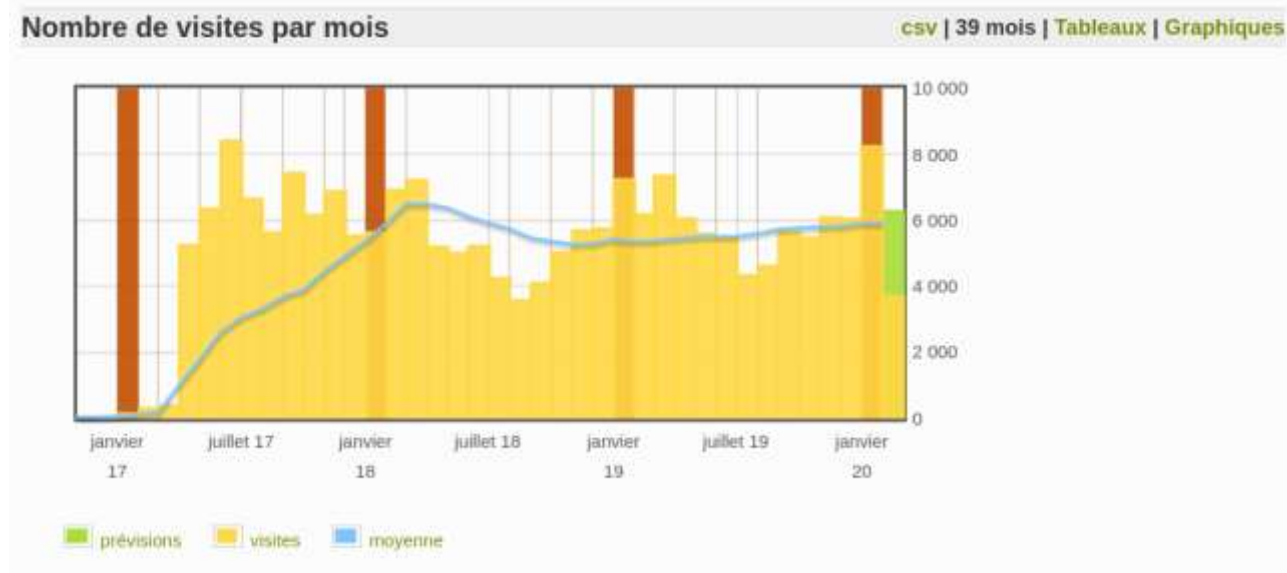 Nombre de visites par mois
csv | 39 mois | Tableaux | Graphiques
10 000
8 000
6 000
4 000
2 000
0
janvier 17
juillet 17
janvier 18
juillet 18
janvier 19
juillet 19
janvier 20
prévisions
visites
moyenne